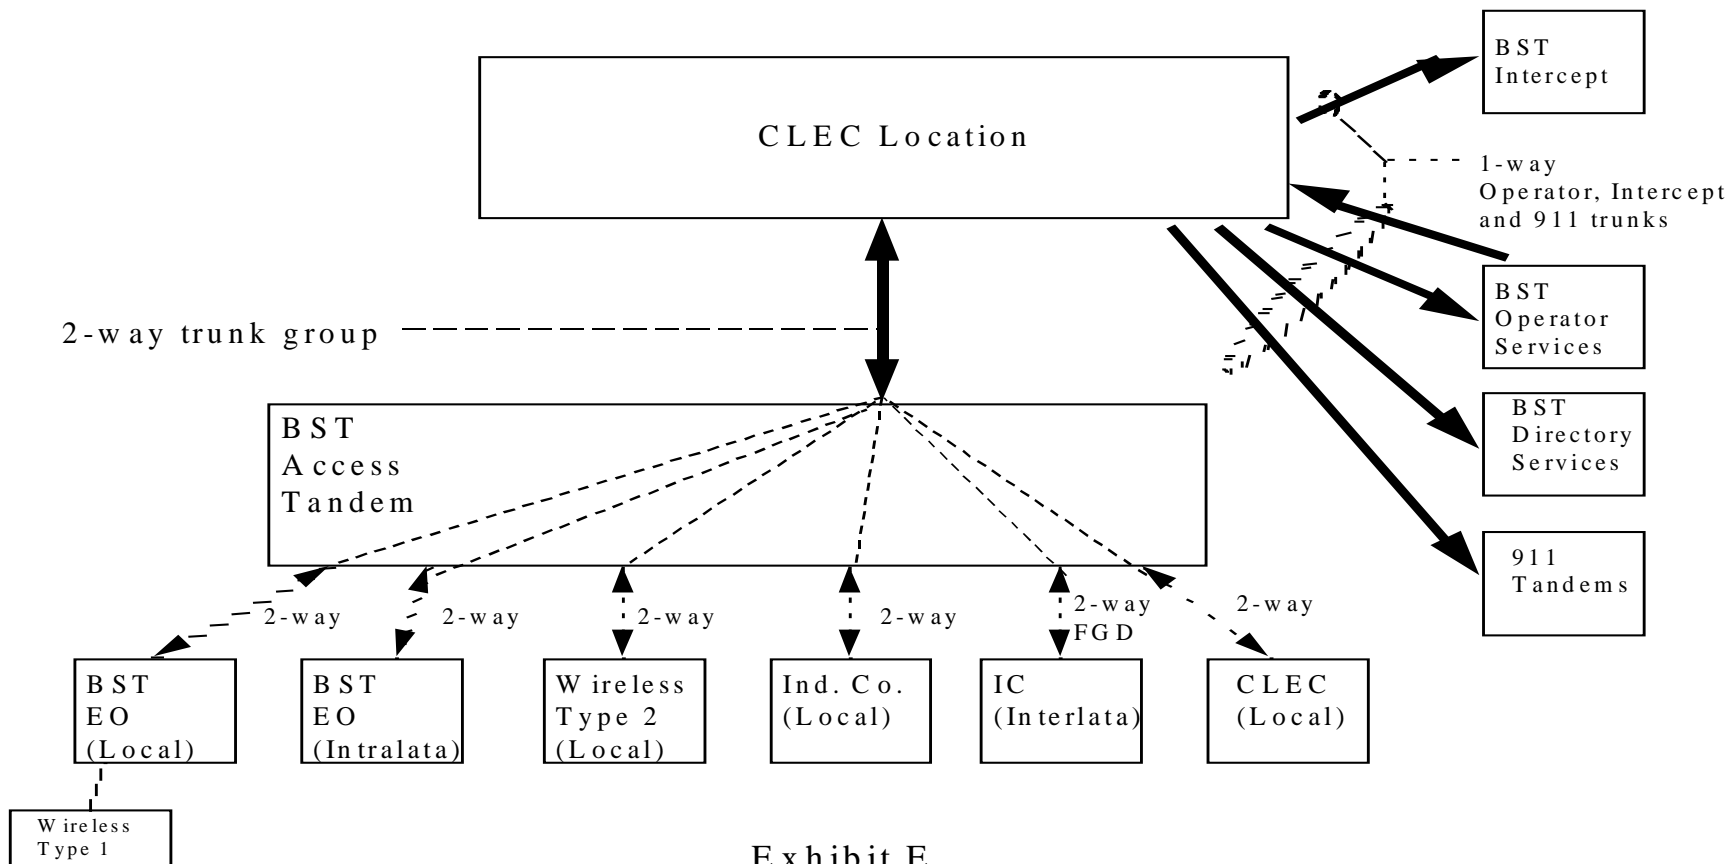 BST
Intercept
CLEC Location
1-way
Operator, Intercept
and 911 trunks
BST
Operator
Services
2-way trunk group
BST
Directory
Services
BST
Access
Tandem
911
Tandems
2-way
2-way
2-way
2-way
2-way
FGD
2-way
BST
EO
(Local)
BST
EO
(Intralata)
Wireless
Type 2
(Local)
Ind. Co.
(Local)
IC
(Interlata)
CLEC
(Local)
Wireless
Type 1
Exhibit E